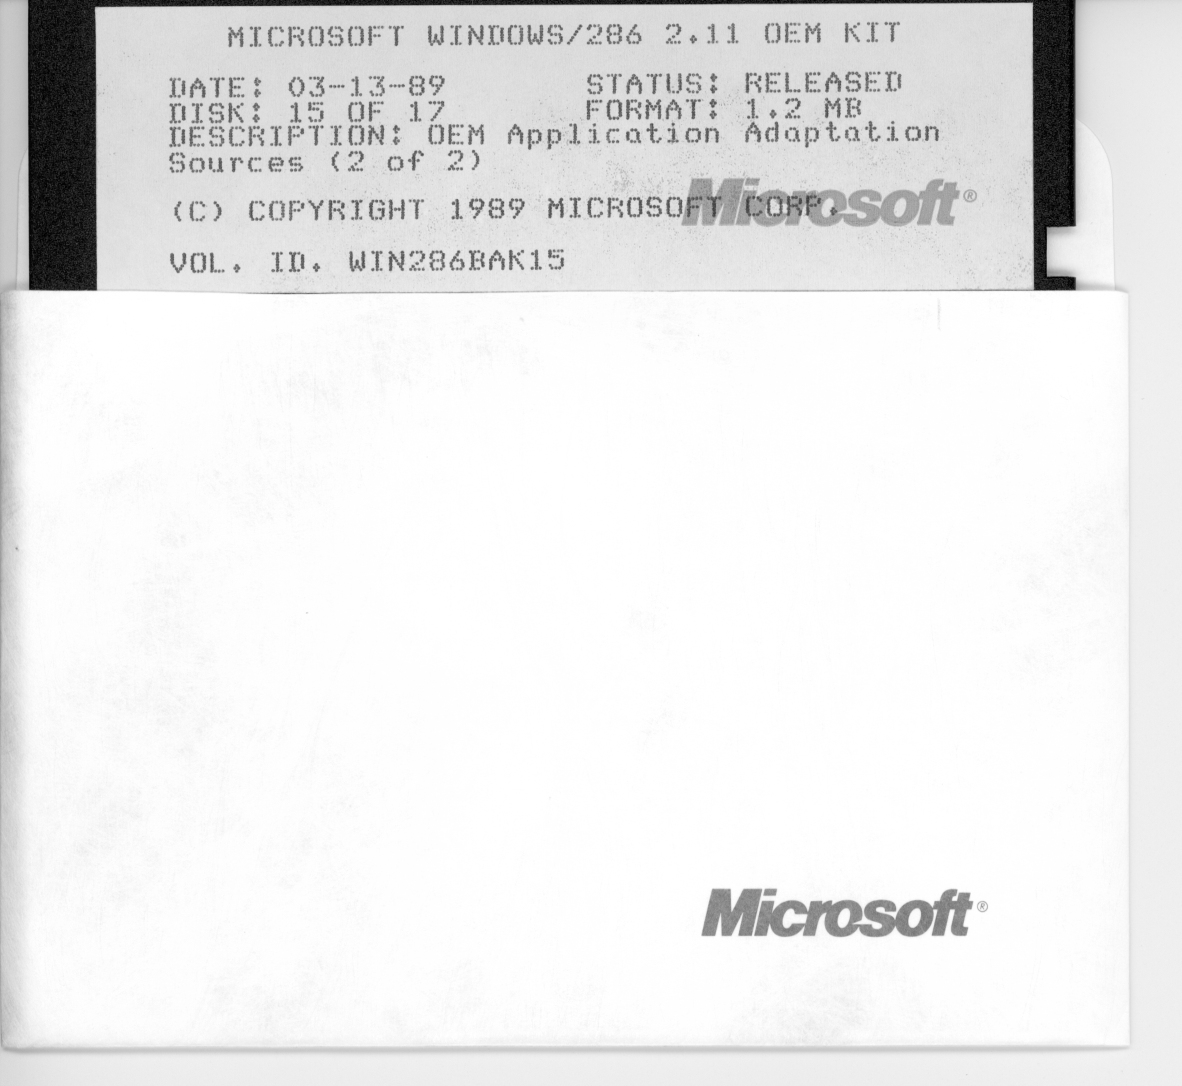 MICROSOFT WINDOWS/286 2.11 OEM KIT
DATE: 03-13-89 STATUS: RELEASED
DISK: 15 OF 17 FORMAT: 1.2 MB
DESCRIPTION: OEM Application Adaptation
Sources (2 of 2)
Microsoft®
(C) COPYRIGHT 1989 MICROSOFT CORP.
VOL. ID. WIN286BAK15
Microsoft®